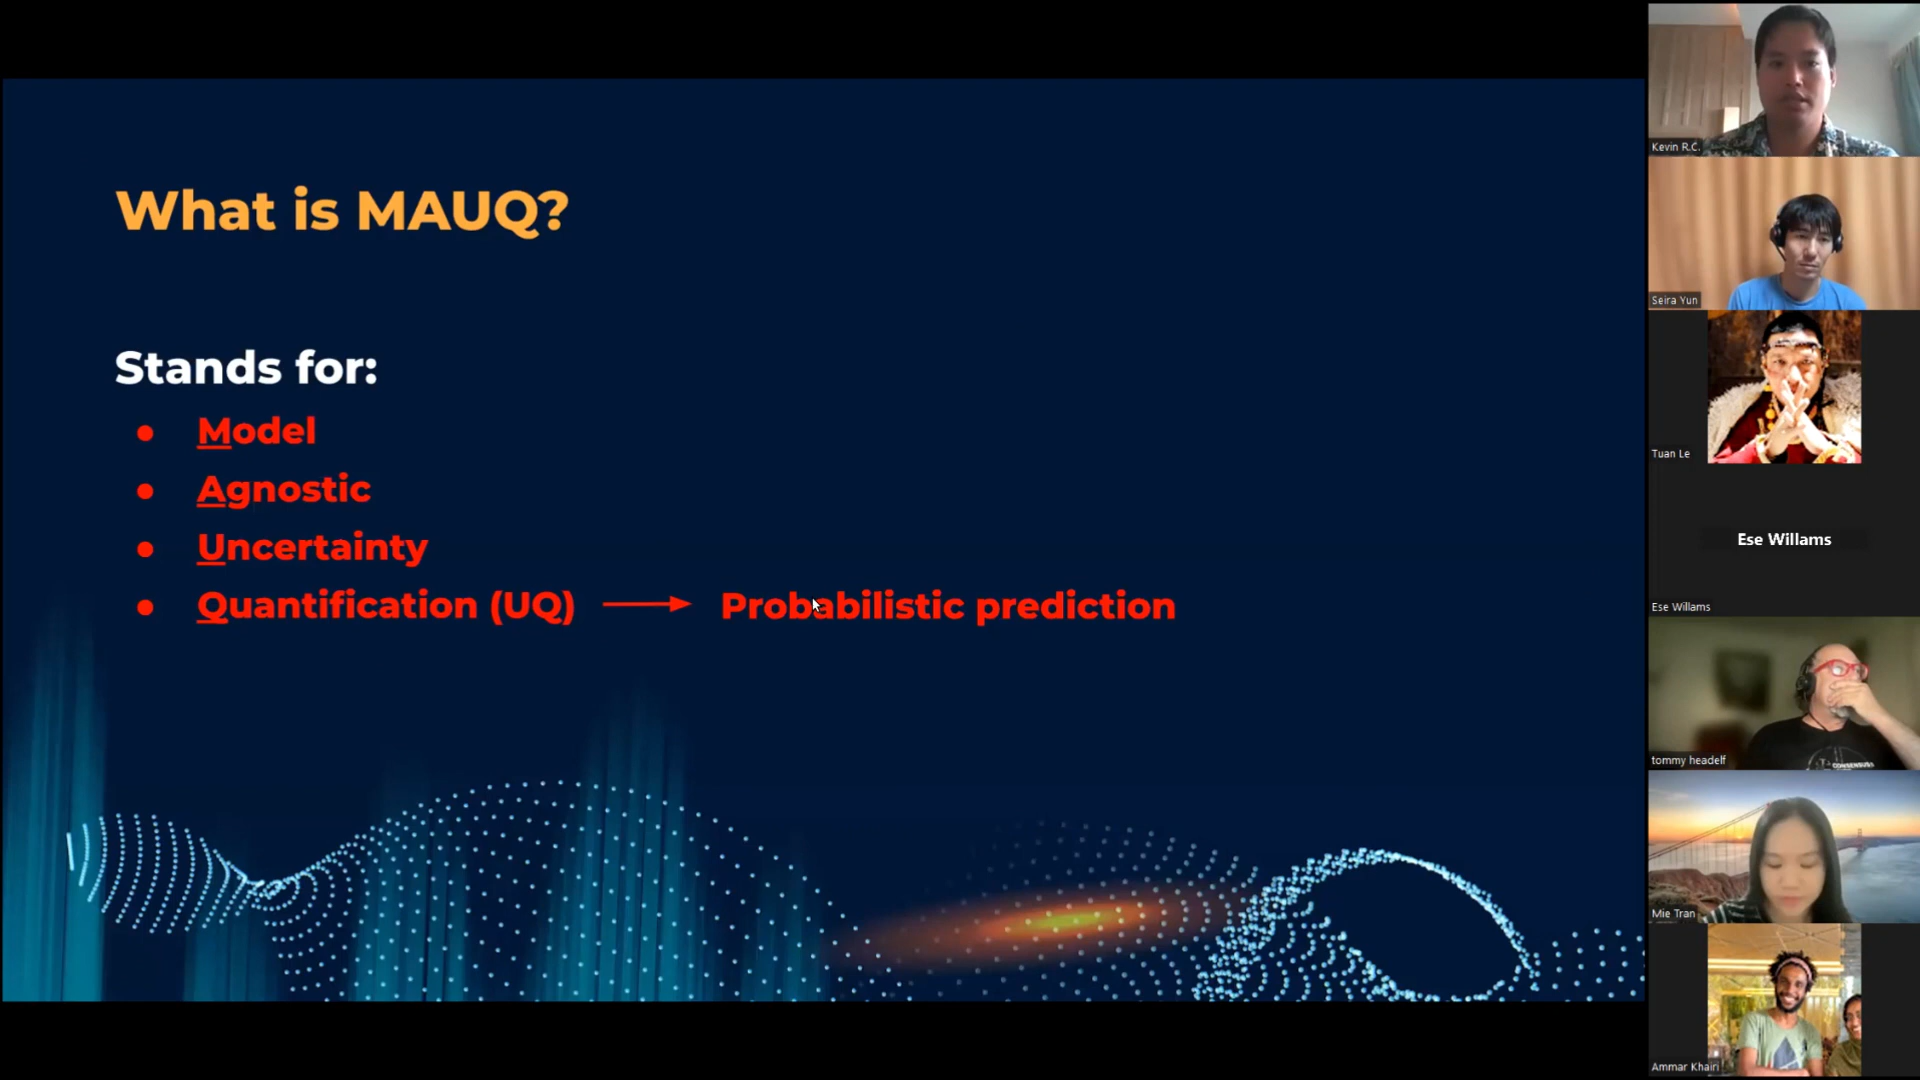 What is MAUQ?
Stands for:
● Model
● Agnostic
● Uncertainty
● Quantification (UQ) → Probabilistic prediction
Kevin R.C.
Seira Yun
Tuan Le
Ese Willams
Ese Willams
tommy headelf
CONSENSUS
Mie Tran
Ammar Khairi